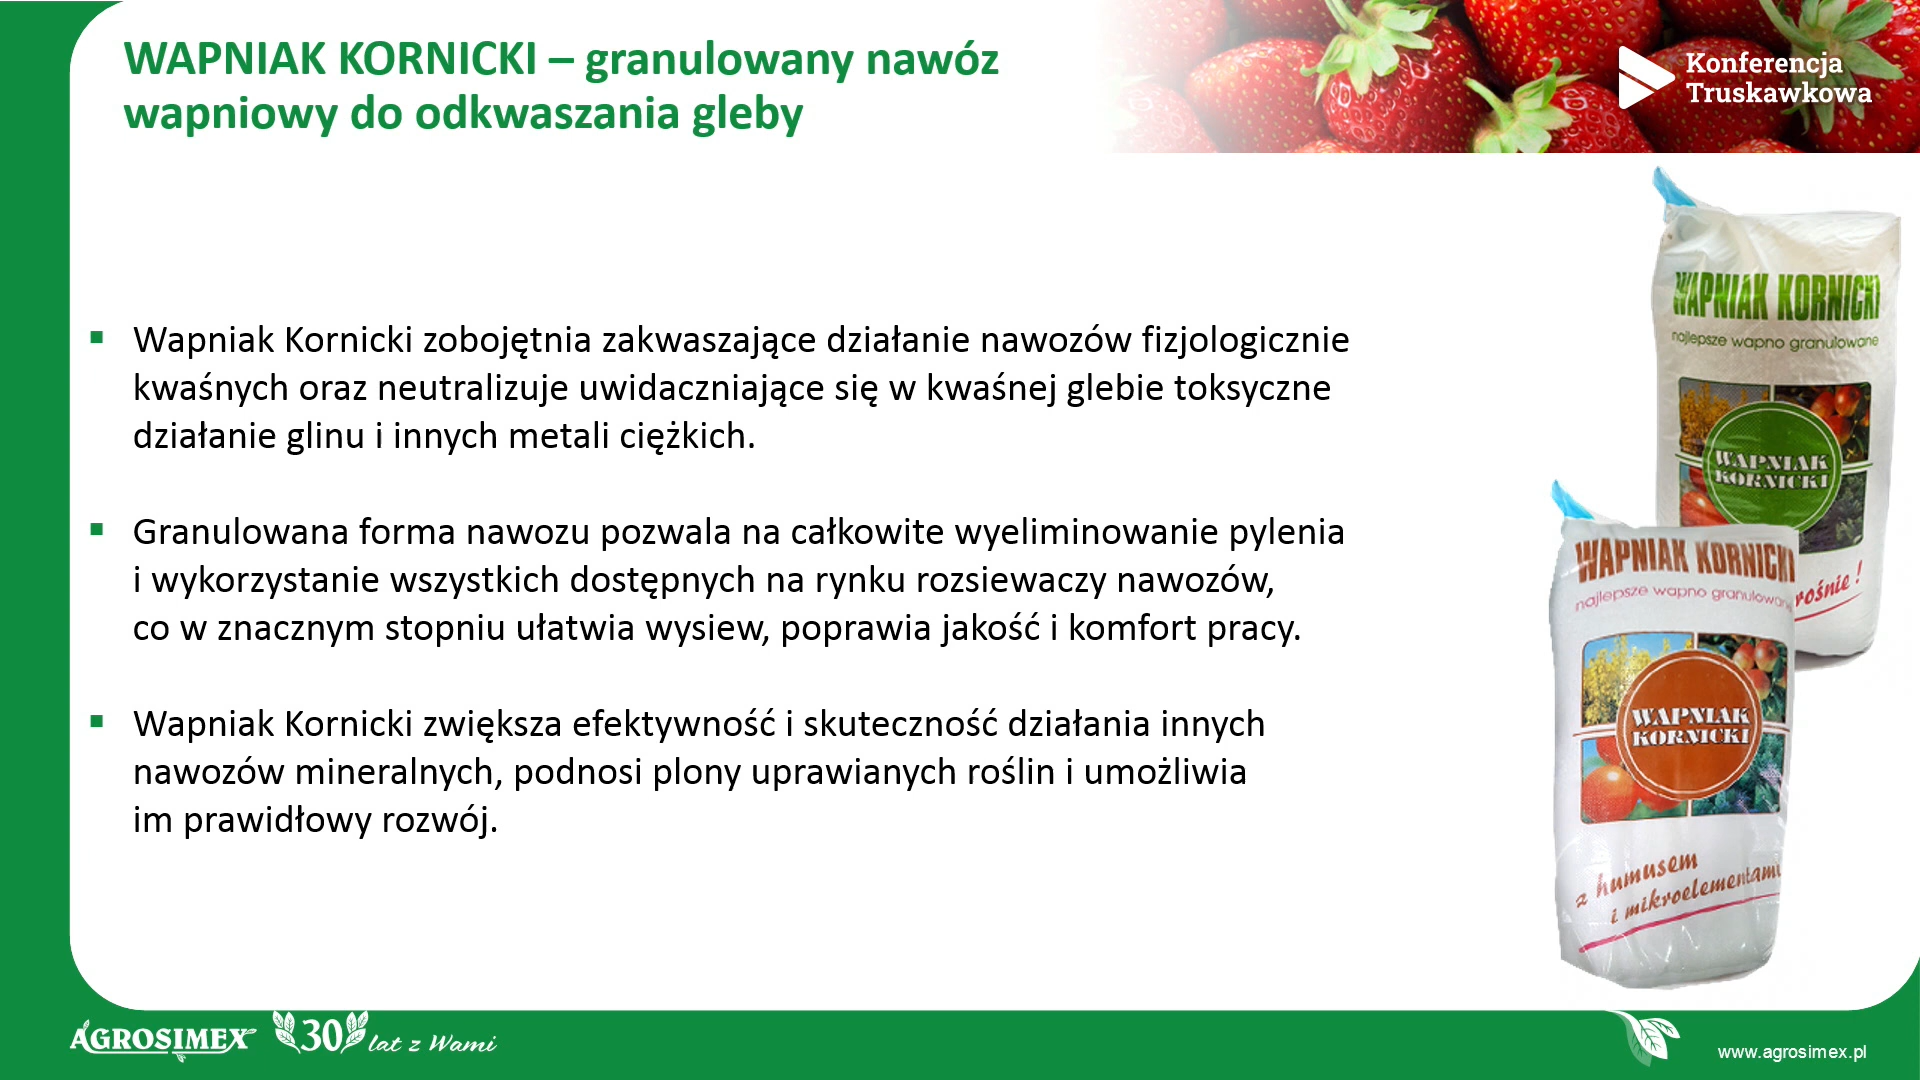 WAPNIAK KORNICKI – granulowany nawóz
wapniowy do odkwaszania gleby
Konferencja
Truskawkowa
▪ Wapniak Kornicki zobojętnia zakwaszające działanie nawozów fizjologicznie
kwaśnych oraz neutralizuje uwidaczniające się w kwaśnej glebie toksyczne
działanie glinu i innych metali ciężkich.
▪ Granulowana forma nawozu pozwala na całkowite wyeliminowanie pylenia
i wykorzystanie wszystkich dostępnych na rynku rozsiewaczy nawozów,
co w znacznym stopniu ułatwia wysiew, poprawia jakość i komfort pracy.
▪ Wapniak Kornicki zwiększa efektywność i skuteczność działania innych
nawozów mineralnych, podnosi plony uprawianych roślin i umożliwia
im prawidłowy rozwój.
WAPNIAK KORNICKI
najlepsze wapno granulowane
WAPNIAK
KORNICKI
rośnie !
WAPNIAK KORNICKI
najlepsze wapno granulowane
WAPNIAK
KORNICKI
z humusem
i mikroelementami
AGROSIMEX 30 lat z Wami
www.agrosimex.pl